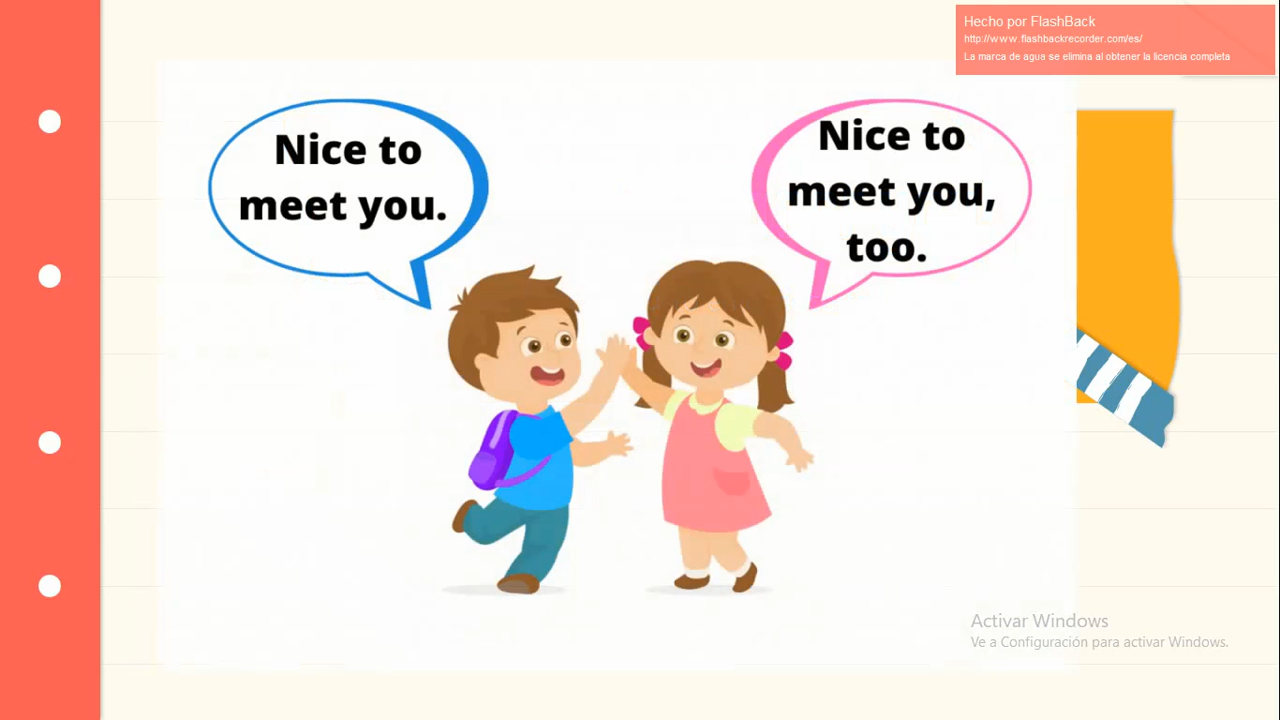 Hecho por FlashBack
http://www.flashbackrecorder.com/es/
La marca de agua se elimina al obtener la licencia completa
Nice to
meet you.
Nice to
meet you,
too.
Activar Windows
Ve a Configuración para activar Windows.